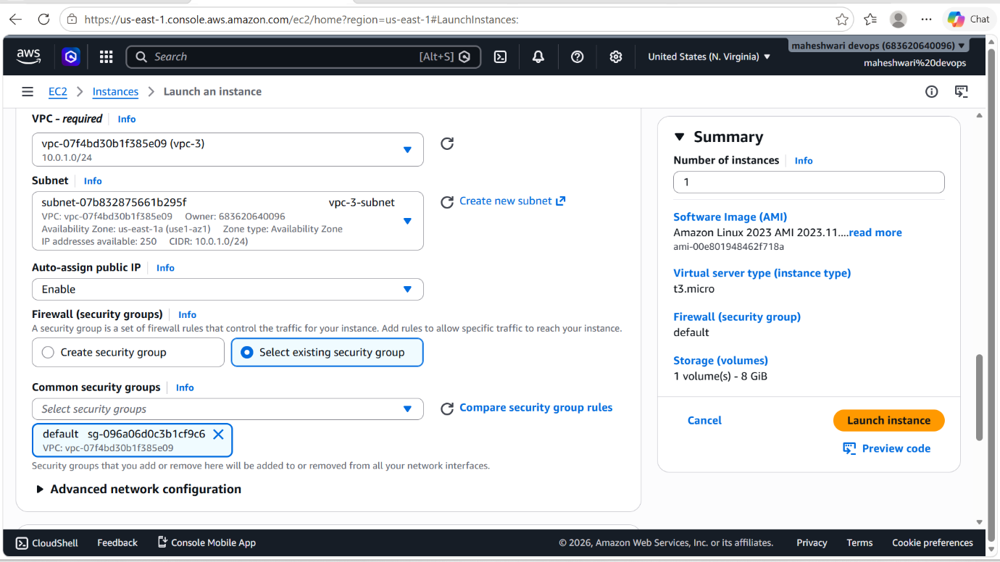 https://us-east-1.console.aws.amazon.com/ec2/home?region=us-east-1#LaunchInstances:
Chat
aws
Search
[Alt+S]
United States (N. Virginia)
maheshwari devops (683620640096)
maheshwari%20devops
EC2
Instances
Launch an instance
VPC - required
Info
vpc-07f4bd30b1f385e09 (vpc-3)
10.0.1.0/24
Subnet
Info
subnet-07b832875661b295f
vpc-3-subnet
VPC: vpc-07f4bd30b1f385e09 Owner: 683620640096
Availability Zone: us-east-1a (use1-az1) Zone type: Availability Zone
IP addresses available: 250 CIDR: 10.0.1.0/24)
Create new subnet
Auto-assign public IP
Info
Enable
Firewall (security groups)
Info
A security group is a set of firewall rules that control the traffic for your instance. Add rules to allow specific traffic to reach your instance.
Create security group
Select existing security group
Common security groups
Info
Select security groups
Compare security group rules
default sg-096a06d0c3b1cf9c6
VPC: vpc-07f4bd30b1f385e09
Security groups that you add or remove here will be added to or removed from all your network interfaces.
Advanced network configuration
Summary
Number of instances
Info
1
Software Image (AMI)
Amazon Linux 2023 AMI 2023.11....read more
ami-00e801948462f718a
Virtual server type (instance type)
t3.micro
Firewall (security group)
default
Storage (volumes)
1 volume(s) - 8 GiB
Cancel
Launch instance
Preview code
CloudShell
Feedback
Console Mobile App
© 2026, Amazon Web Services, Inc. or its affiliates.
Privacy
Terms
Cookie preferences